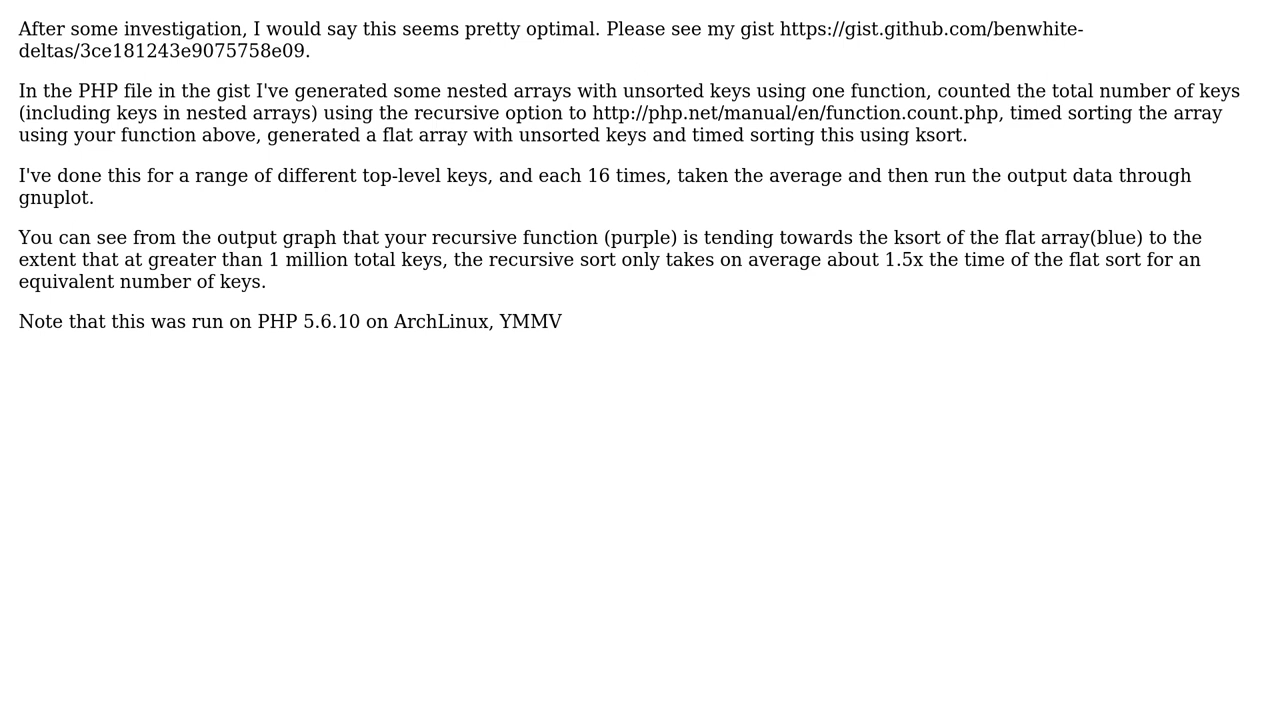 After some investigation, I would say this seems pretty optimal. Please see my gist https://gist.github.com/benwhite-
deltas/3ce181243e9075758e09.
In the PHP file in the gist I've generated some nested arrays with unsorted keys using one function, counted the total number of keys
(including keys in nested arrays) using the recursive option to http://php.net/manual/en/function.count.php, timed sorting the array
using your function above, generated a flat array with unsorted keys and timed sorting this using ksort.
I've done this for a range of different top-level keys, and each 16 times, taken the average and then run the output data through
gnuplot.
You can see from the output graph that your recursive function (purple) is tending towards the ksort of the flat array(blue) to the
extent that at greater than 1 million total keys, the recursive sort only takes on average about 1.5x the time of the flat sort for an
equivalent number of keys.
Note that this was run on PHP 5.6.10 on ArchLinux, YMMV